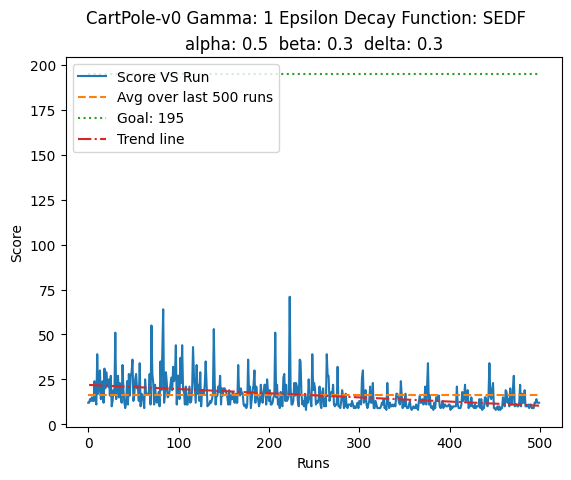 CartPole-v0 Gamma: 1 Epsilon Decay Function: SEDF
alpha: 0.5 beta: 0.3 delta: 0.3
Score VS Run
Avg over last 500 runs
Goal: 195
Trend line
200
175
150
125
100
75
50
25
0
Score
0 100 200 300 400 500
Runs